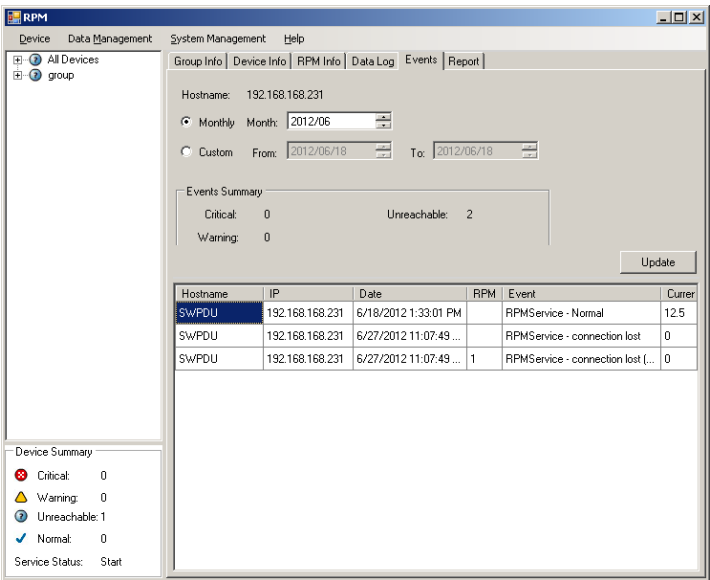 RPM
Device Data Management System Management Help
All Devices
group
Group Info Device Info RPM Info Data Log Events Report
Hostname: 192.168.168.231
Monthly Month: 2012/06
Custom From: 2012/06/18 To: 2012/06/18
Events Summary
Critical: 0 Unreachable: 2
Warning: 0
Update
Hostname IP Date RPM Event Currer
SWPDU 192.168.168.231 6/18/2012 1:33:01 PM RPMService - Normal 12.5
SWPDU 192.168.168.231 6/27/2012 11:07:49 ... RPMService - connection lost 0
SWPDU 192.168.168.231 6/27/2012 11:07:49 ... 1 RPMService - connection lost (... 0
Device Summary
Critical: 0
Warning: 0
Unreachable: 1
Normal: 0
Service Status: Start